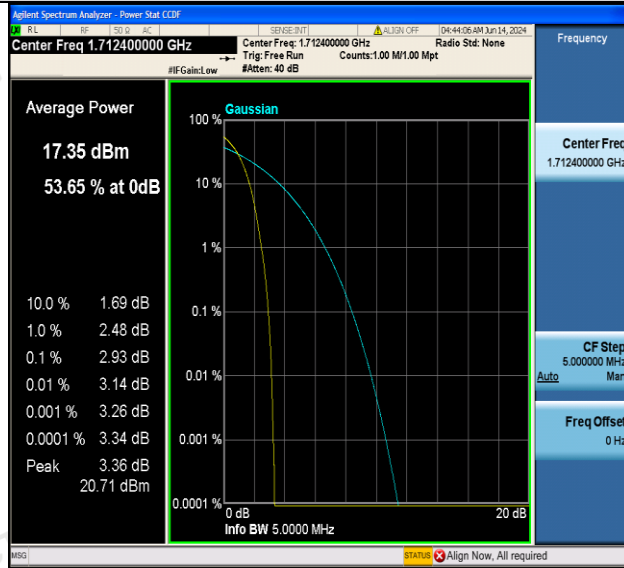 Agilent Spectrum Analyzer - Power Stat CCDF
RL RF 50 Ω AC SENSE:INT ALIGN OFF 04:44:06 AM Jun 14, 2024
Center Freq 1.712400000 GHz
Center Freq: 1.712400000 GHz Radio Std: None
Trig: Free Run Counts:1.00 M/1.00 Mpt
#IFGain:Low #Atten: 40 dB
Frequency
Average Power
17.35 dBm
53.65 % at 0dB
10.0 % 1.69 dB
1.0 % 2.48 dB
0.1 % 2.93 dB
0.01 % 3.14 dB
0.001 % 3.26 dB
0.0001 % 3.34 dB
Peak 3.36 dB
20.71 dBm
Gaussian
100 %
10 %
1 %
0.1 %
0.01 %
0.001 %
0.0001 %
0 dB 20 dB
Info BW 5.0000 MHz
Center Freq
1.712400000 GHz
CF Step
5.000000 MHz
Auto Man
Freq Offset
0 Hz
MSG STATUS Align Now, All required